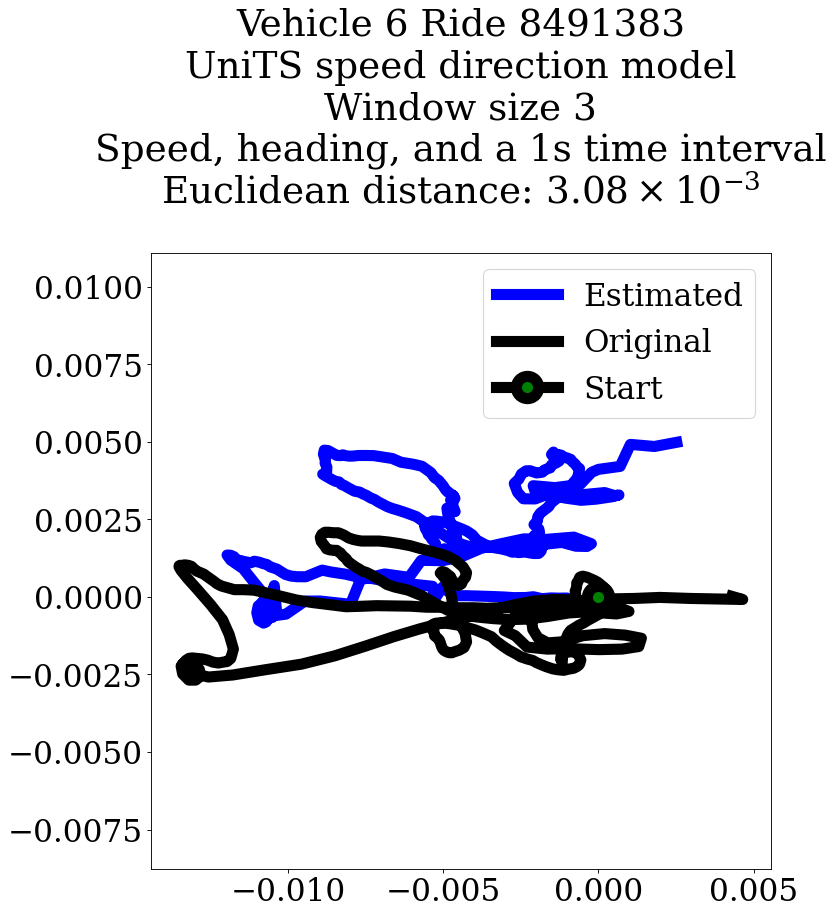 Vehicle 6 Ride 8491383
UniTS speed direction model
Window size 3
Speed, heading, and a 1s time interval
Euclidean distance: 3.08 × 10⁻³
Estimated
Original
Start
0.0100
0.0075
0.0050
0.0025
0.0000
−0.0025
−0.0050
−0.0075
−0.010 −0.005 0.000 0.005